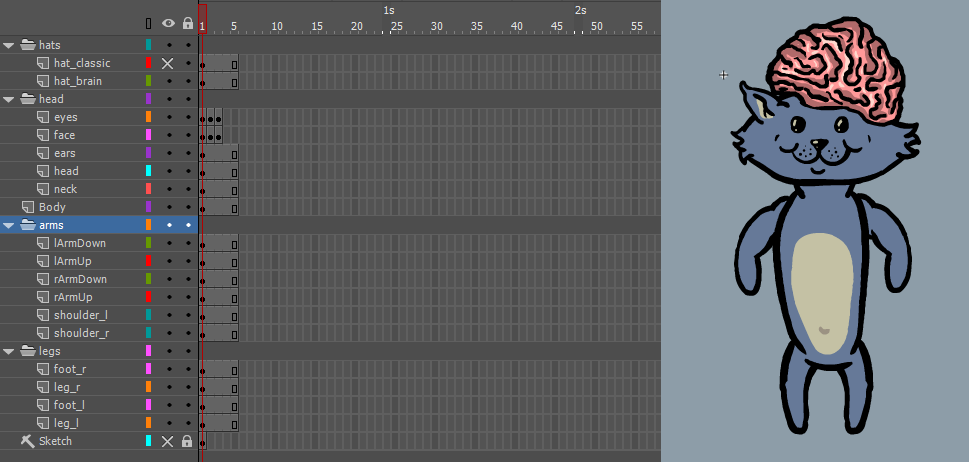 1s 2s
1 5 10 15 20 25 30 35 40 45 50 55
hats
hat_classic
hat_brain
head
eyes
face
ears
head
neck
Body
arms
lArmDown
lArmUp
rArmDown
rArmUp
shoulder_l
shoulder_r
legs
foot_r
leg_r
foot_l
leg_l
Sketch